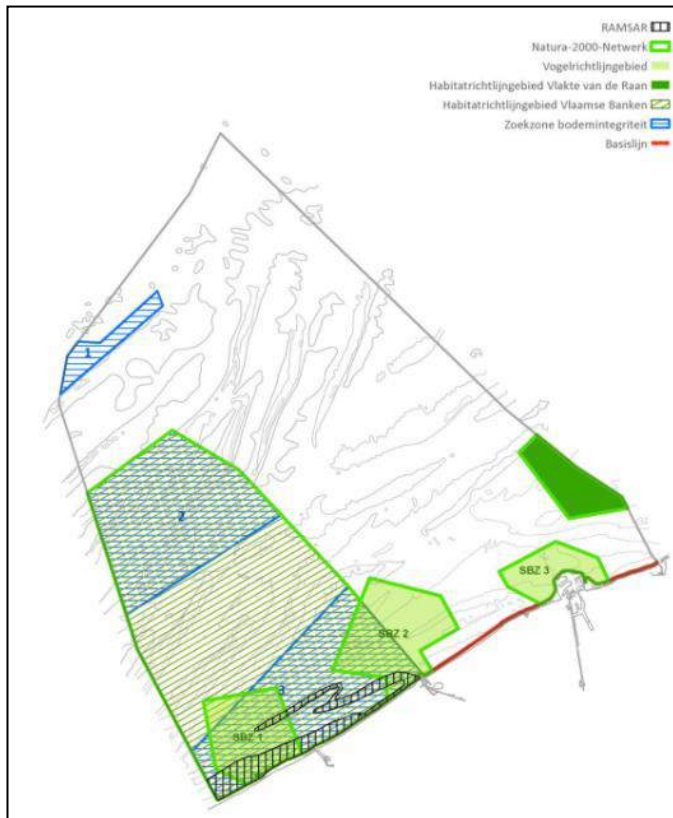 RAMSAR
Natura-2000-Netwerk
Vogelrichtlijngebied
Habitatrichtlijngebied Vlakte van de Raan
Habitatrichtlijngebied Vlaamse Banken
Zoekzone bodemintegriteit
Basislijn
1
2
SBZ 3
SBZ 2
3
SBZ 1